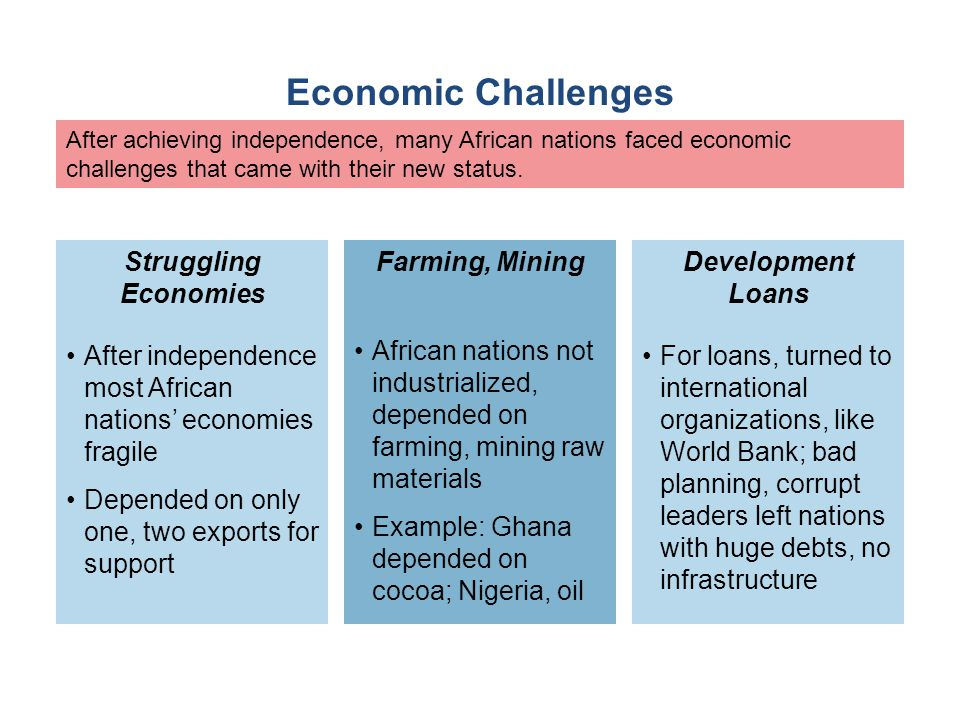 Economic Challenges
After achieving independence, many African nations faced economic
challenges that came with their new status.
Struggling
Economies
• After independence
most African
nations’ economies
fragile
• Depended on only
one, two exports for
support
Farming, Mining
• African nations not
industrialized,
depended on
farming, mining raw
materials
• Example: Ghana
depended on
cocoa; Nigeria, oil
Development
Loans
• For loans, turned to
international
organizations, like
World Bank; bad
planning, corrupt
leaders left nations
with huge debts, no
infrastructure